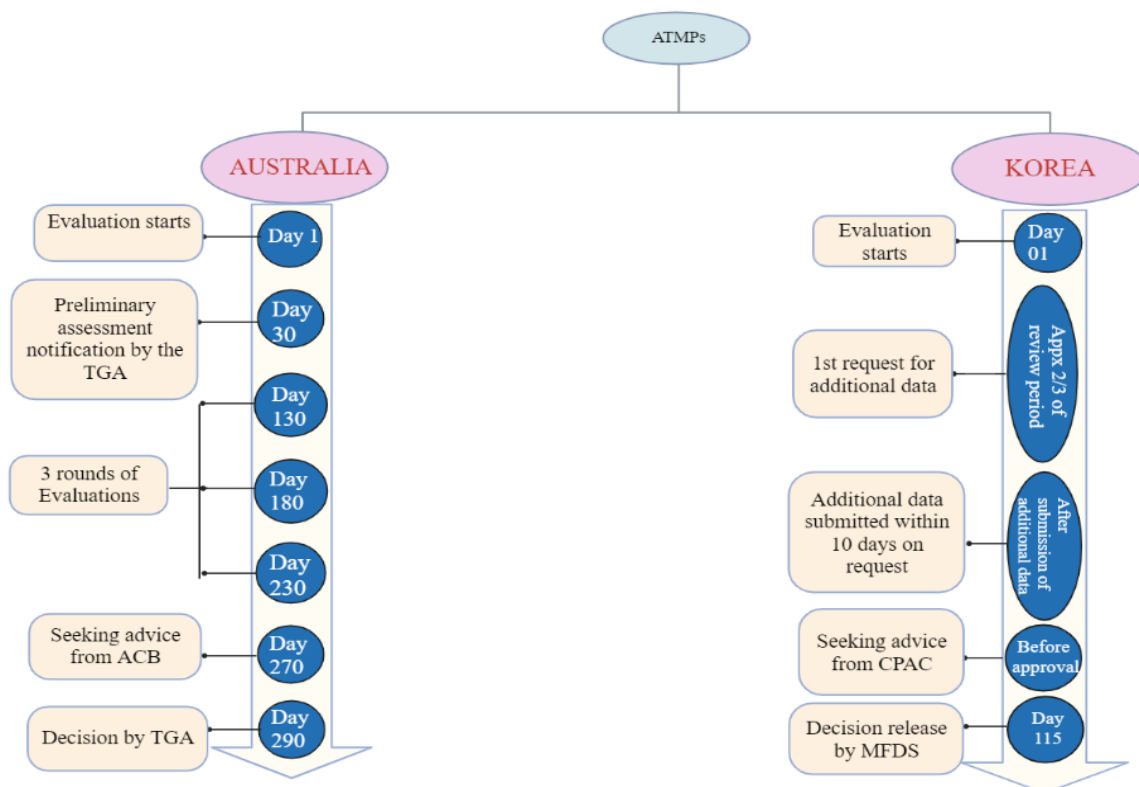 ATMPs
AUSTRALIA
Evaluation starts
Day 1
Preliminary
assessment
notification by the
TGA
Day
30
3 rounds of
Evaluations
Day
130
Day
180
Day
230
Seeking advice
from ACB
Day
270
Decision by TGA
Day
290
KOREA
Evaluation
starts
Day
01
1st request for
additional data
Appx 2/3 of
review period
Additional data
submitted within
10 days on
request
After
submission of
additional data
Seeking advice
from CPAC
Before
approval
Decision release
by MFDS
Day
115